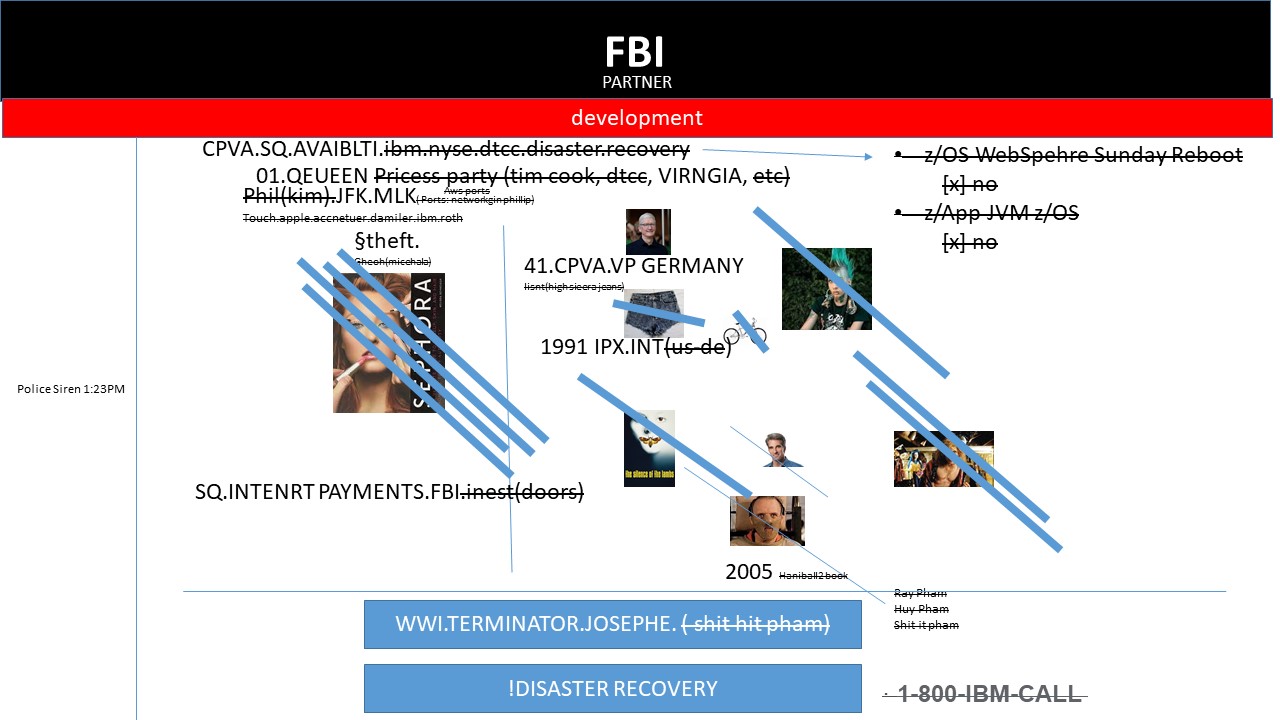 FBI
PARTNER
development
CPVA.SQ.AVAIBLTI.ibm.nyse.dtcc.disaster.recovery
01.QEUEEN Pricess party (tim cook, dtcc, VIRNGIA, etc)
Aws ports
Phil(kim).JFK.MLK( Ports: networkgin phillip)
Touch.apple.accnetuer.damiler.ibm.roth
§theft.
Gheoh(micehala)
SEPHORA
• z/OS WebSpehre Sunday Reboot
[x] no
• z/App JVM z/OS
[x] no
41.CPVA.VP GERMANY
lisnt(high sicera jeans)
1991 IPX.INT(us-de)
Police Siren 1:23PM
the silence of the lambs
SQ.INTENRT PAYMENTS.FBI.inest(doors)
2005 Haniball2 book
Ray Pham
Huy Pham
Shit it pham
WWI.TERMINATOR.JOSEPHE. ( shit hit pham)
!DISASTER RECOVERY
· 1-800-IBM-CALL